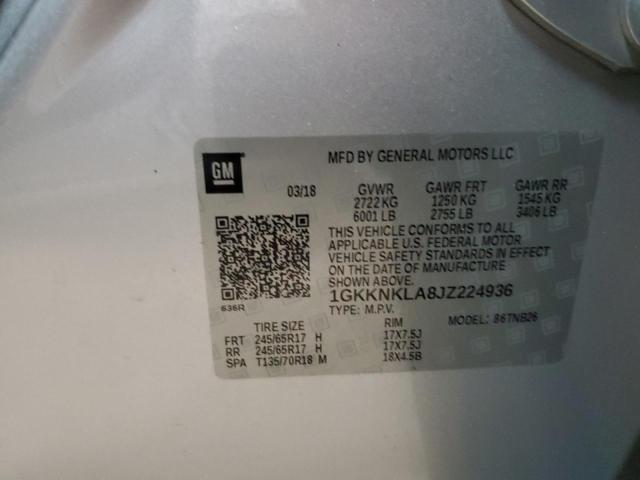 GM
MFD BY GENERAL MOTORS LLC
03/18 GVWR GAWR FRT GAWR RR
2722 KG 1250 KG 1545 KG
6001 LB 2755 LB 3406 LB
THIS VEHICLE CONFORMS TO ALL
APPLICABLE U.S. FEDERAL MOTOR
VEHICLE SAFETY STANDARDS IN EFFECT
ON THE DATE OF MANUFACTURE
SHOWN ABOVE.
636R
1GKKNKLA8JZ224936
TYPE: M.P.V. MODEL: 86TNB26
TIRE SIZE RIM
FRT 245/65R17 H 17X7.5J
RR 245/65R17 H 17X7.5J
SPA T135/70R18 M 18X4.5B